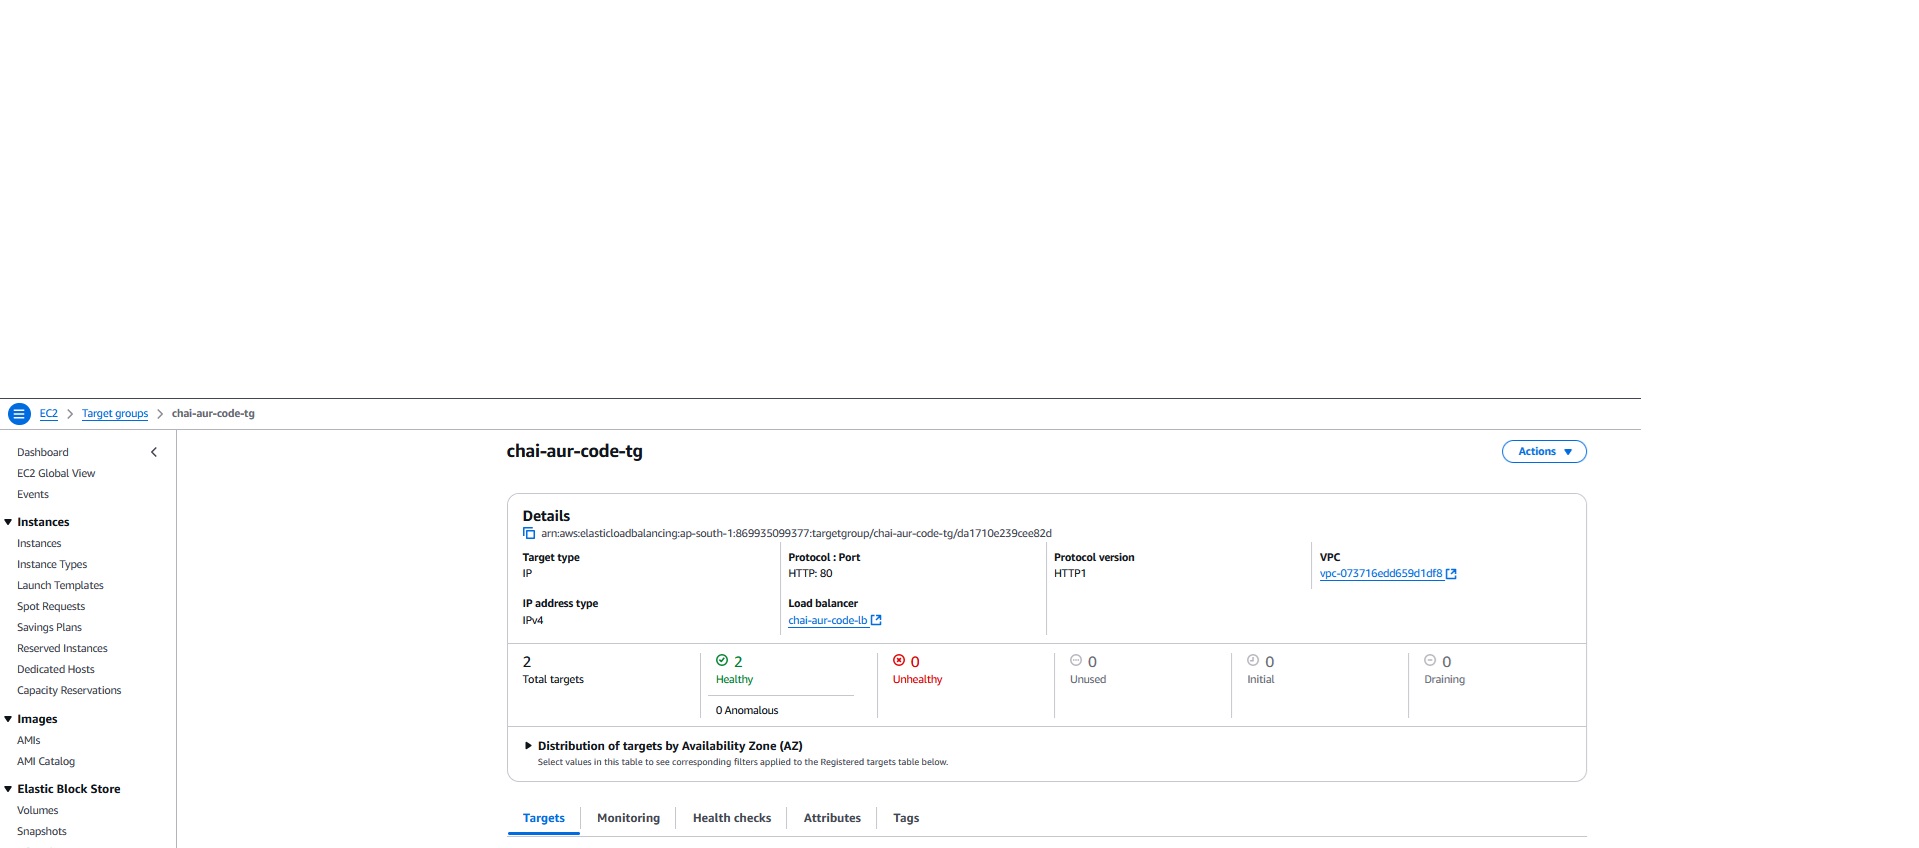 EC2 > Target groups > chai-aur-code-tg
Dashboard
EC2 Global View
Events
Instances
Instances
Instance Types
Launch Templates
Spot Requests
Savings Plans
Reserved Instances
Dedicated Hosts
Capacity Reservations
Images
AMIs
AMI Catalog
Elastic Block Store
Volumes
Snapshots
chai-aur-code-tg
Actions
Details
arn:aws:elasticloadbalancing:ap-south-1:869935099377:targetgroup/chai-aur-code-tg/da1710e239cee82d
Target type
IP
Protocol : Port
HTTP: 80
Protocol version
HTTP1
VPC
vpc-073716edd659d1df8
IP address type
IPv4
Load balancer
chai-aur-code-lb
2
Total targets
2
Healthy
0 Anomalous
0
Unhealthy
0
Unused
0
Initial
0
Draining
Distribution of targets by Availability Zone (AZ)
Select values in this table to see corresponding filters applied to the Registered targets table below.
Targets
Monitoring
Health checks
Attributes
Tags